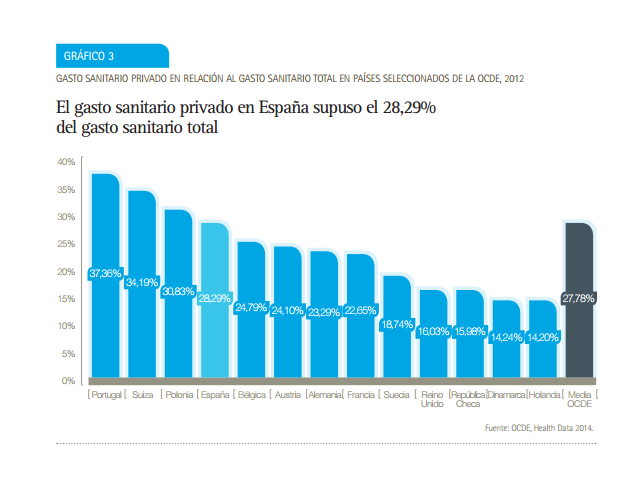 GRÁFICO 3
GASTO SANITARIO PRIVADO EN RELACIÓN AL GASTO SANITARIO TOTAL EN PAÍSES SELECCIONADOS DE LA OCDE, 2012
El gasto sanitario privado en España supuso el 28,29%
del gasto sanitario total
40%
35%
30%
25%
20%
15%
10%
5%
0%
37,36%
34,19%
30,83%
28,29%
24,79%
24,10%
23,29%
22,65%
18,74%
16,03%
15,98%
14,24%
14,20%
27,78%
Portugal
Suiza
Polonia
España
Bélgica
Austria
Alemania
Francia
Suecia
Reino
Unido
República
Checa
Dinamarca
Holanda
Media
OCDE
Fuente: OCDE, Health Data 2014.